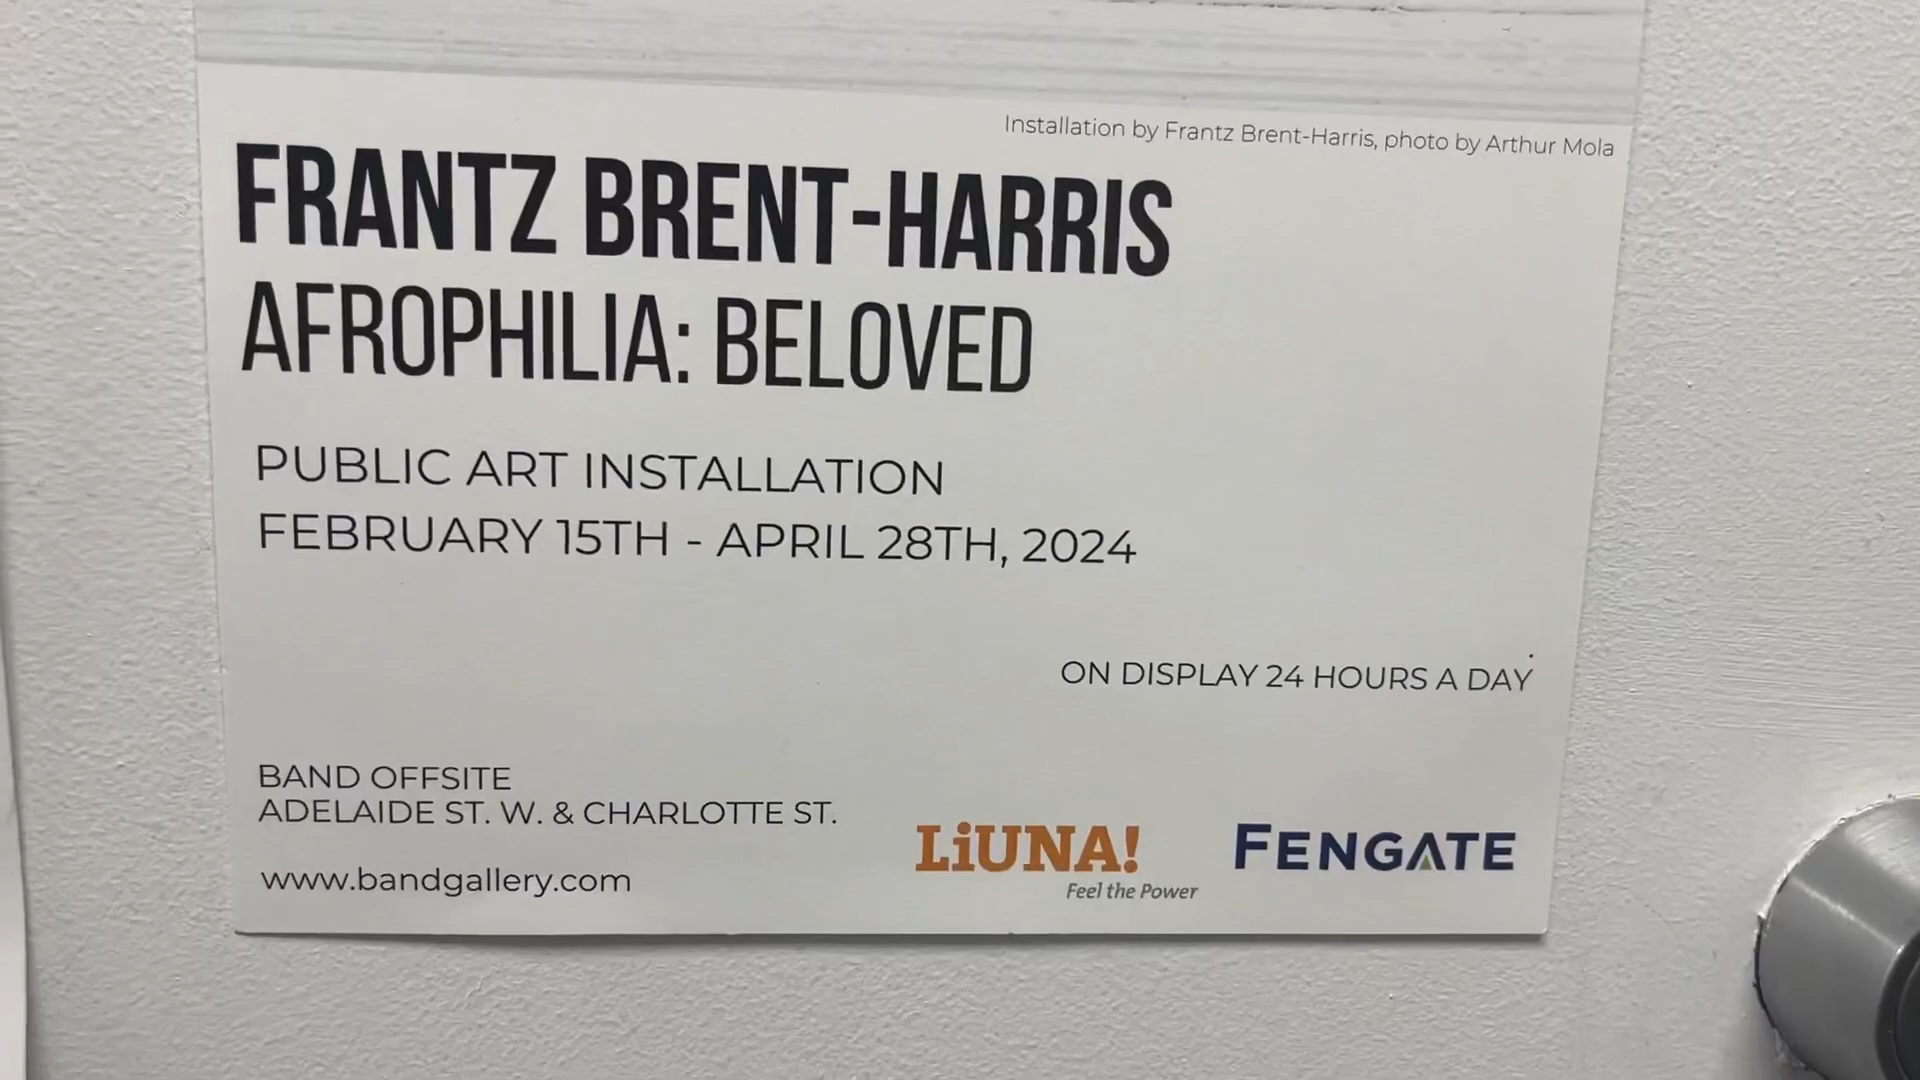 Installation by Frantz Brent-Harris, photo by Arthur Mola
FRANTZ BRENT-HARRIS
AFROPHILIA: BELOVED
PUBLIC ART INSTALLATION
FEBRUARY 15TH - APRIL 28TH, 2024
ON DISPLAY 24 HOURS A DAY
BAND OFFSITE
ADELAIDE ST. W. & CHARLOTTE ST.
www.bandgallery.com
LiUNA!
Feel the Power
FENGATE